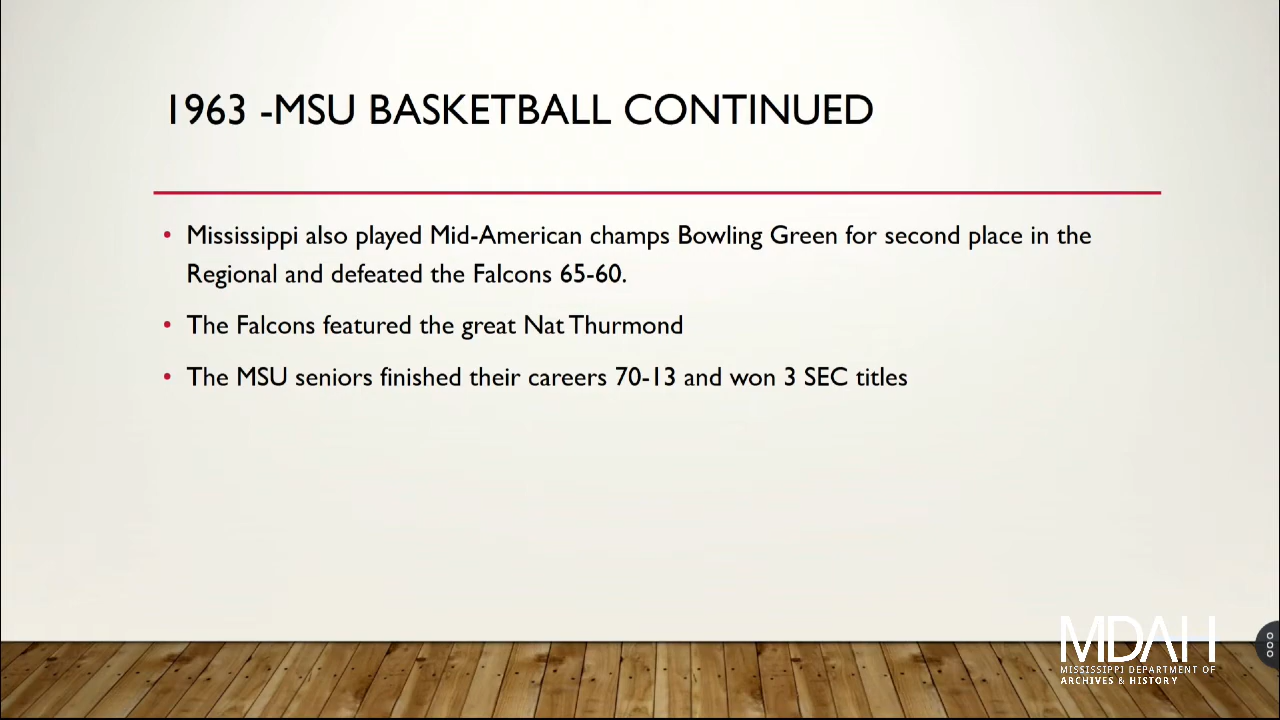 1963 -MSU BASKETBALL CONTINUED
• Mississippi also played Mid-American champs Bowling Green for second place in the
Regional and defeated the Falcons 65-60.
• The Falcons featured the great Nat Thurmond
• The MSU seniors finished their careers 70-13 and won 3 SEC titles
MDAH
MISSISSIPPI DEPARTMENT OF
ARCHIVES & HISTORY